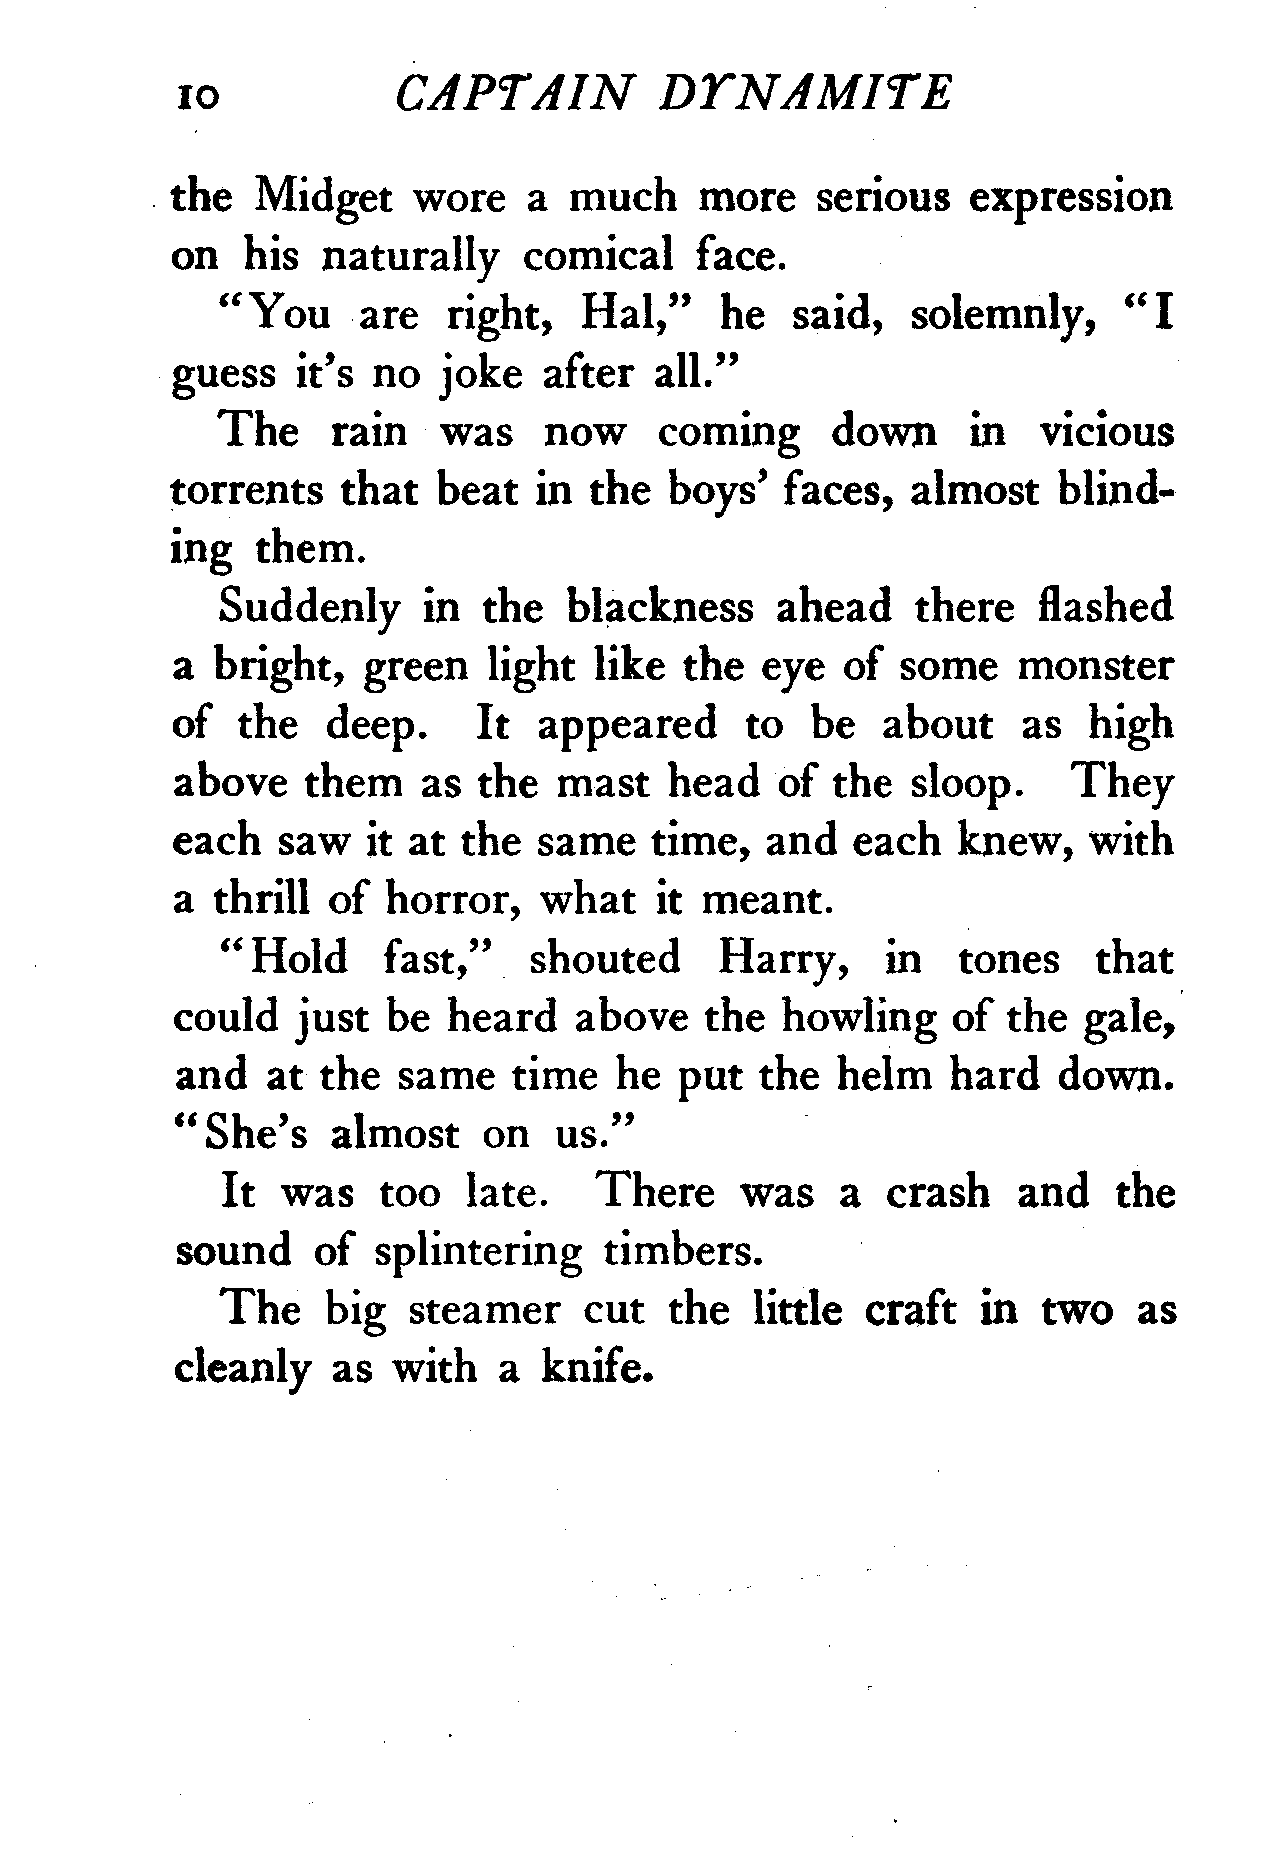 10 CAPTAIN DYNAMITE
the Midget wore a much more serious expression
on his naturally comical face.
"You are right, Hal," he said, solemnly, "I
guess it's no joke after all."
The rain was now coming down in vicious
torrents that beat in the boys' faces, almost blind-
ing them.
Suddenly in the blackness ahead there flashed
a bright, green light like the eye of some monster
of the deep. It appeared to be about as high
above them as the mast head of the sloop. They
each saw it at the same time, and each knew, with
a thrill of horror, what it meant.
"Hold fast," shouted Harry, in tones that
could just be heard above the howling of the gale,
and at the same time he put the helm hard down.
"She's almost on us."
It was too late. There was a crash and the
sound of splintering timbers.
The big steamer cut the little craft in two as
cleanly as with a knife.